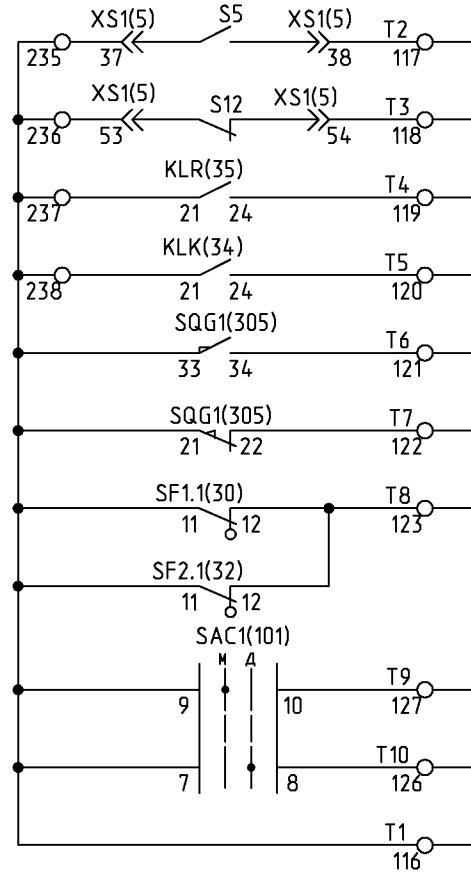 XS1(5) S5 XS1(5) T2
235 37 38 117
XS1(5) S12 XS1(5) T3
236 53 54 118
KLR(35) T4
237 21 24 119
KLK(34) T5
238 21 24 120
SQG1(305) T6
33 34 121
SQG1(305) T7
21 22 122
SF1.1(30) T8
11 12 123
SF2.1(32)
11 12
SAC1(101)
М Д
T9
9 10 127
T10
7 8 126
T1
116